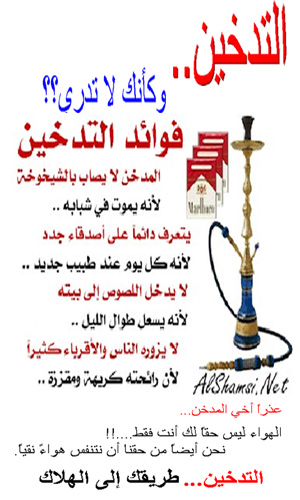 التدخين..
وكأنك لا تدرى؟؟
فوائد التدخين
المدخن لا يصاب بالشيخوخة
لأنه يموت في شبابه ..
يتعرف دائماً على أصدقاء جدد
لأنه كل يوم عند طبيب جديد ..
لا يدخل اللصوص إلى بيته
لأنه يسعل طوال الليل ..
لا يزوره الناس والأقرباء كثيراً
لأن رائحته كريهة ومقززة ..
Marlboro
AlShamsi.Net
عذراً أخي المدخن...
الهواء ليس حقاً لك أنت فقط....!!
نحن أيضاً من حقنا أن نتنفس هواءً نقياً.
التدخين... طريقك إلى الهلاك